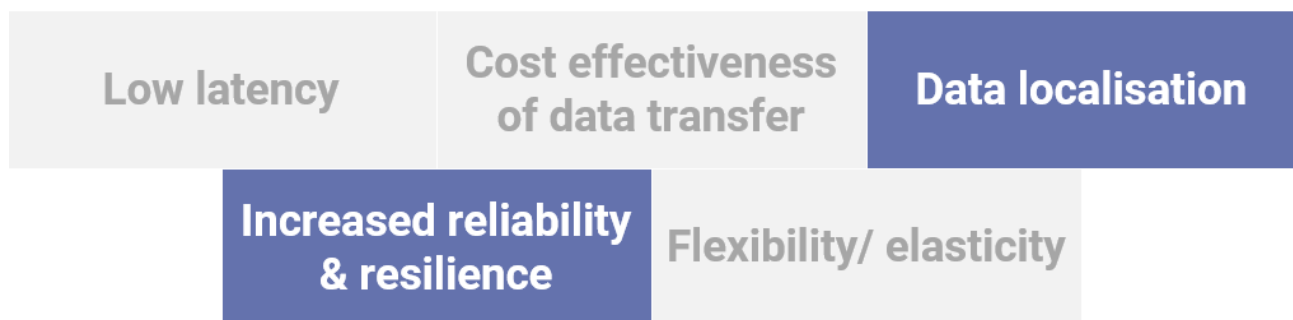 Low latency
Cost effectiveness
of data transfer
Data localisation
Increased reliability
& resilience
Flexibility/ elasticity